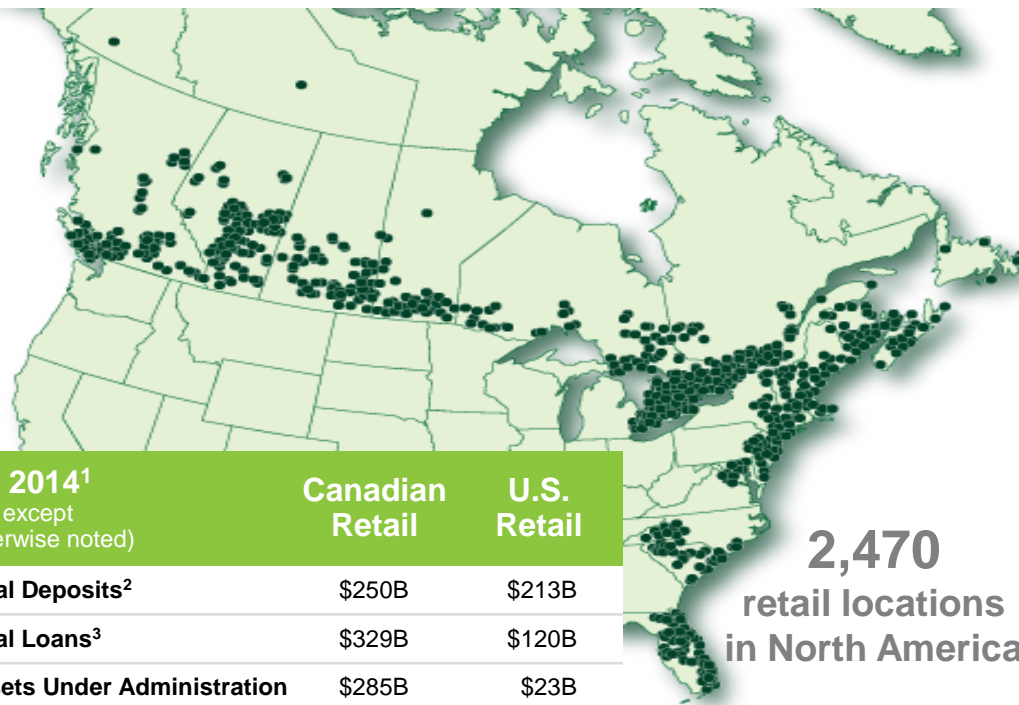 2014¹
except
erwise noted)
Canadian
Retail
U.S.
Retail
al Deposits² $250B $213B
al Loans³ $329B $120B
ets Under Administration $285B $23B
2,470
retail locations
in North America